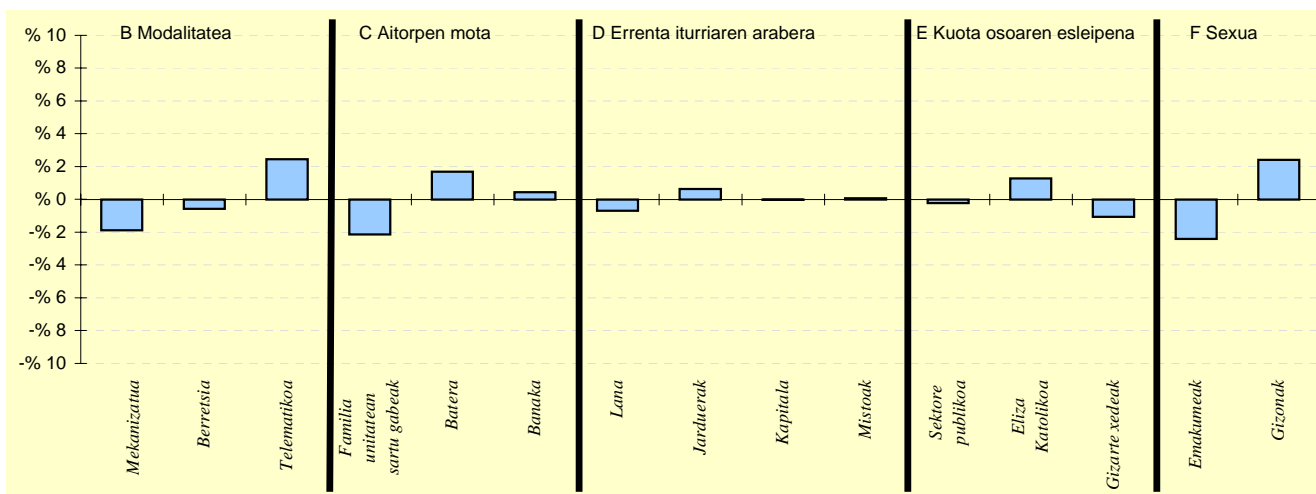 B Modalitatea
C Aitorpen mota
D Errenta iturriaren arabera
E Kuota osoaren esleipena
F Sexua
% 10
% 8
% 6
% 4
% 2
% 0
-% 2
-% 4
-% 6
-% 8
-% 10
Mekanizatua
Berretsia
Telematikoa
Familia
unitatean
sartu gabeak
Batera
Banaka
Lana
Jarduerak
Kapitala
Mistoak
Sektore
publikoa
Eliza
Katolikoa
Gizarte xedeak
Emakumeak
Gizonak